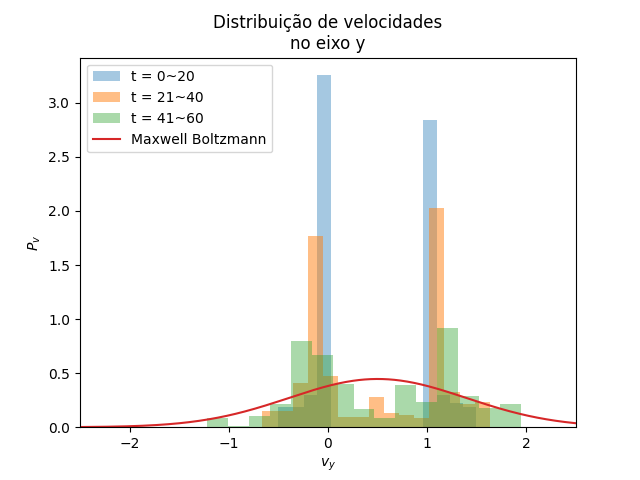 Distribuição de velocidades
no eixo y
t = 0~20
t = 21~40
t = 41~60
Maxwell Boltzmann
3.0
2.5
2.0
1.5
1.0
0.5
0.0
P_v
−2
−1
0
1
2
v_y